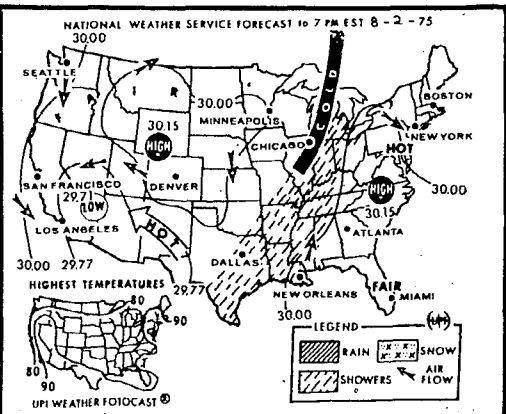 NATIONAL WEATHER SERVICE FORECAST to 7 PM EST 8-2-75
30.00
SEATTLE
F A I R
COLD
30.00
MINNEAPOLIS
BOSTON
30.15
HIGH
CHICAGO
NEW YORK
HOT
SAN FRANCISCO
DENVER
29.77
LOW
HIGH
30.15
30.00
LOS ANGELES
HOT
ATLANTA
DALLAS
30.00
29.77
29.77
HIGHEST TEMPERATURES
80
90
80
90
NEW ORLEANS
30.00
FAIR
MIAMI
LEGEND
UPI
RAIN
SNOW
SHOWERS
AIR FLOW
UPI WEATHER FOTOCAST ®